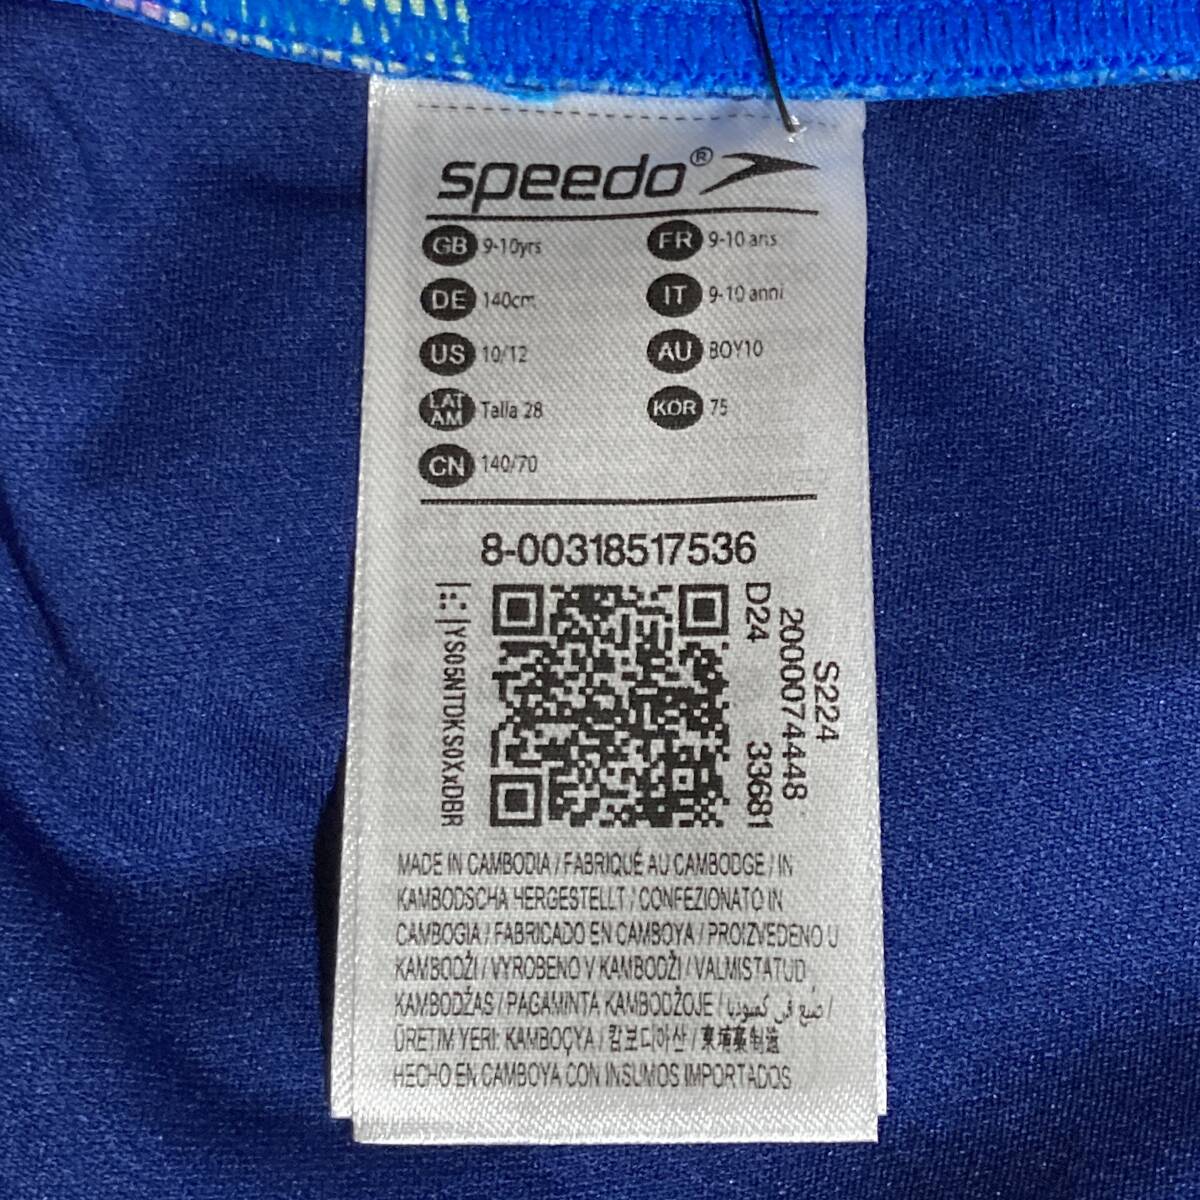 speedo®
GB 9-10yrs FR 9-10 ans
DE 140cm IT 9-10 anni
US 10/12 AU BOY10
LAT AM Talla 28 KOR 75
CN 140/70
8-00318517536
YS05NTDKS0XxDBR
D24 33681
2000074448
S224
MADE IN CAMBODIA / FABRIQUÉ AU CAMBODGE / IN
KAMBODSCHA HERGESTELLT / CONFEZIONATO IN
CAMBOGIA / FABRICADO EN CAMBOYA / PROIZVEDENO U
KAMBODŽI / VYROBENO V KAMBODŽI / VALMISTATUD
KAMBODŽAS / PAGAMINTA KAMBODŽOJE / صنع في كمبوديا /
ÜRETIM YERI: KAMBOÇYA / 캄보디아산 / 柬埔寨制造
HECHO EN CAMBOYA CON INSUMOS IMPORTADOS